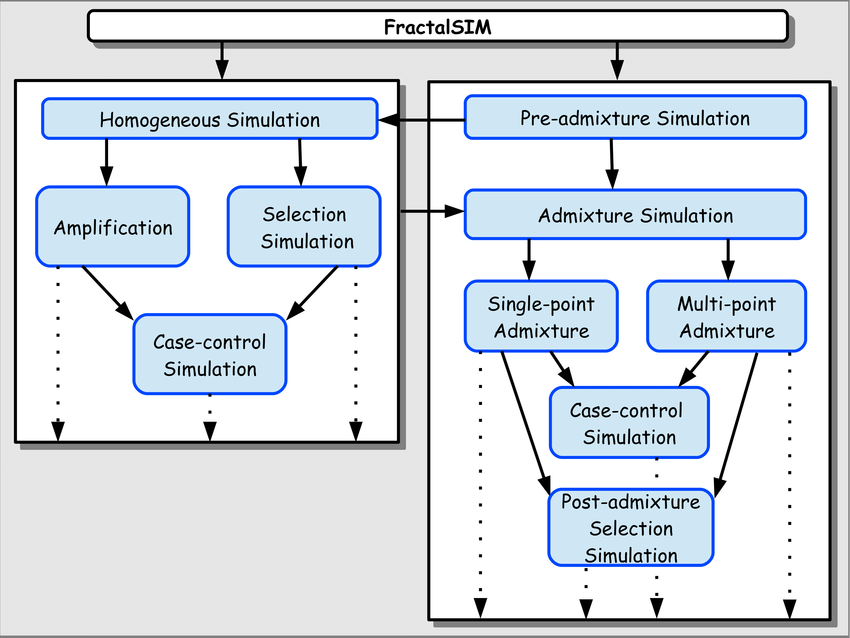 FractalSIM
Homogeneous Simulation
Amplification
Selection
Simulation
Case-control
Simulation
Pre-admixture Simulation
Admixture Simulation
Single-point
Admixture
Multi-point
Admixture
Case-control
Simulation
Post-admixture
Selection
Simulation